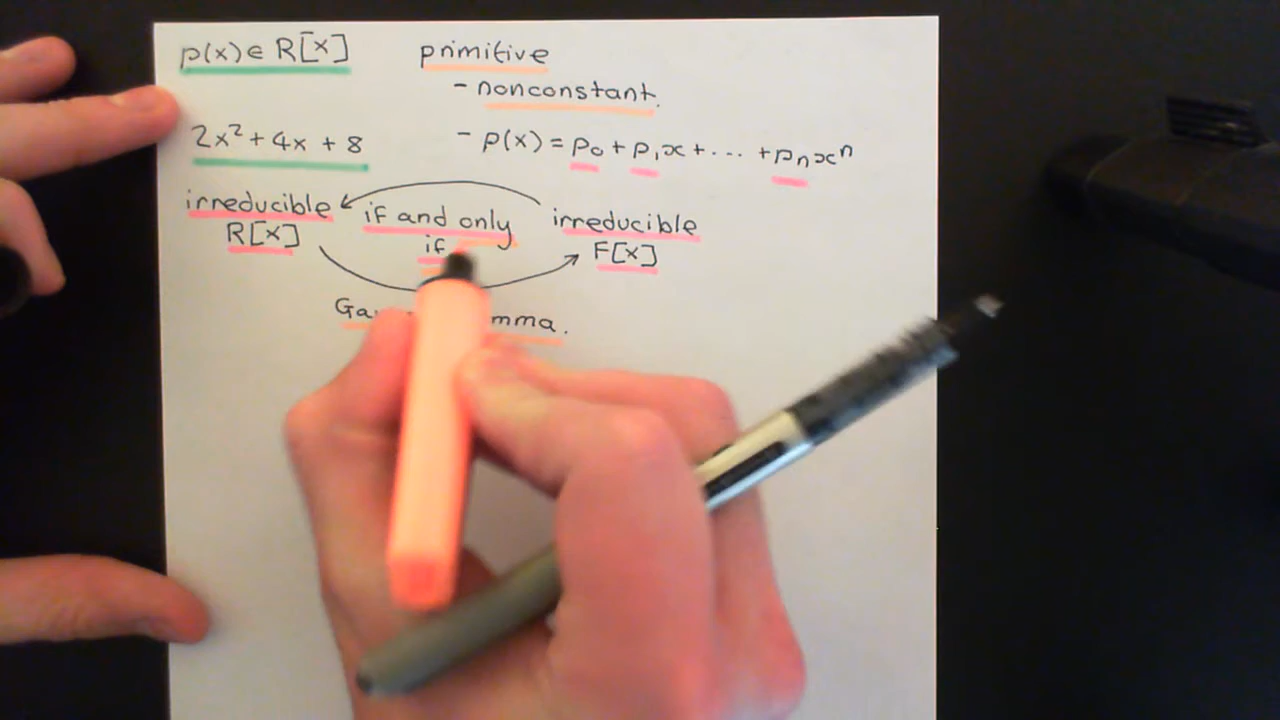 p(x) ∈ R[x] primitive
- nonconstant.
2x² + 4x + 8 - p(x) = p₀ + p₁x + ... + pₙxⁿ
irreducible if and only irreducible
R[x] if F[x]